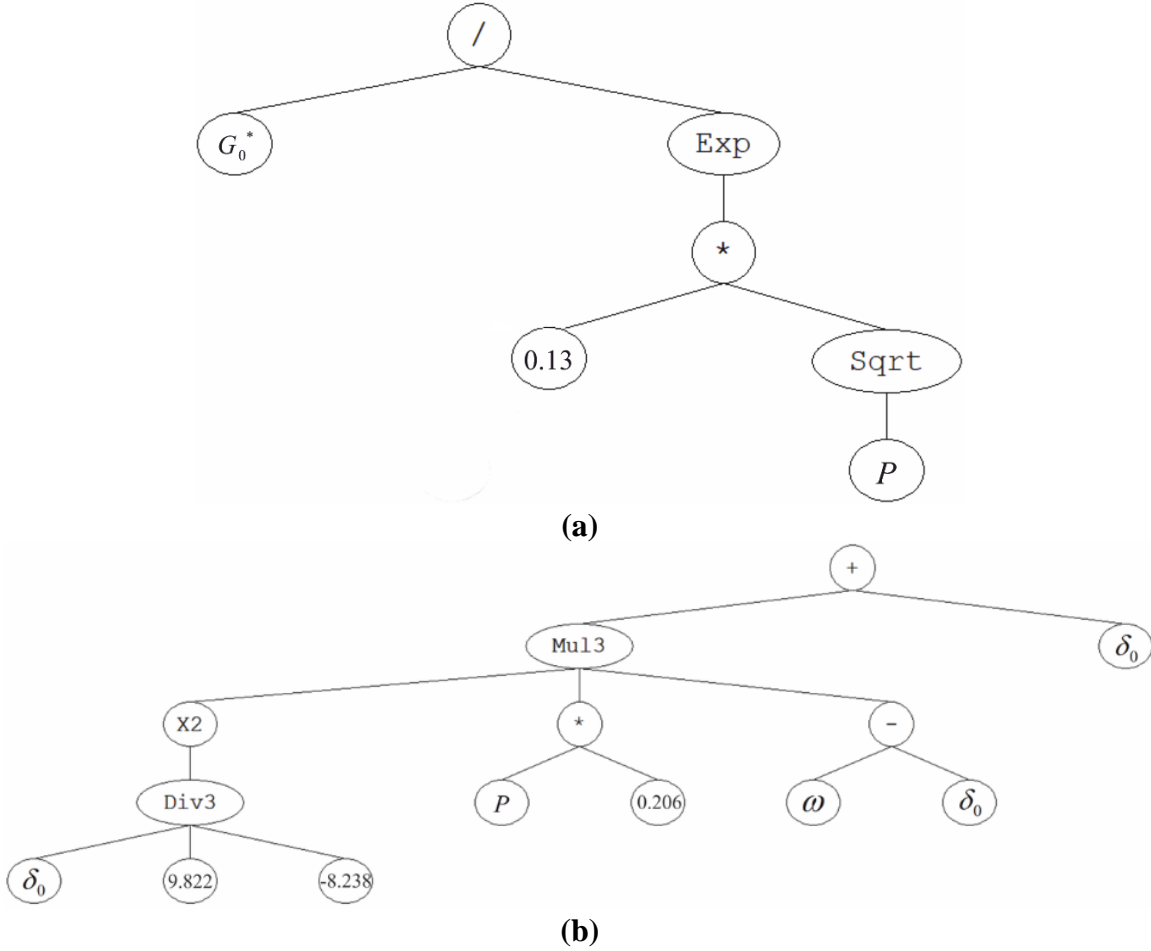 /
G₀* Exp
*
0.13 Sqrt
P
(a)
+
Mul3 δ₀
X2 * -
Div3 P 0.206 ω δ₀
δ₀ 9.822 -8.238
(b)